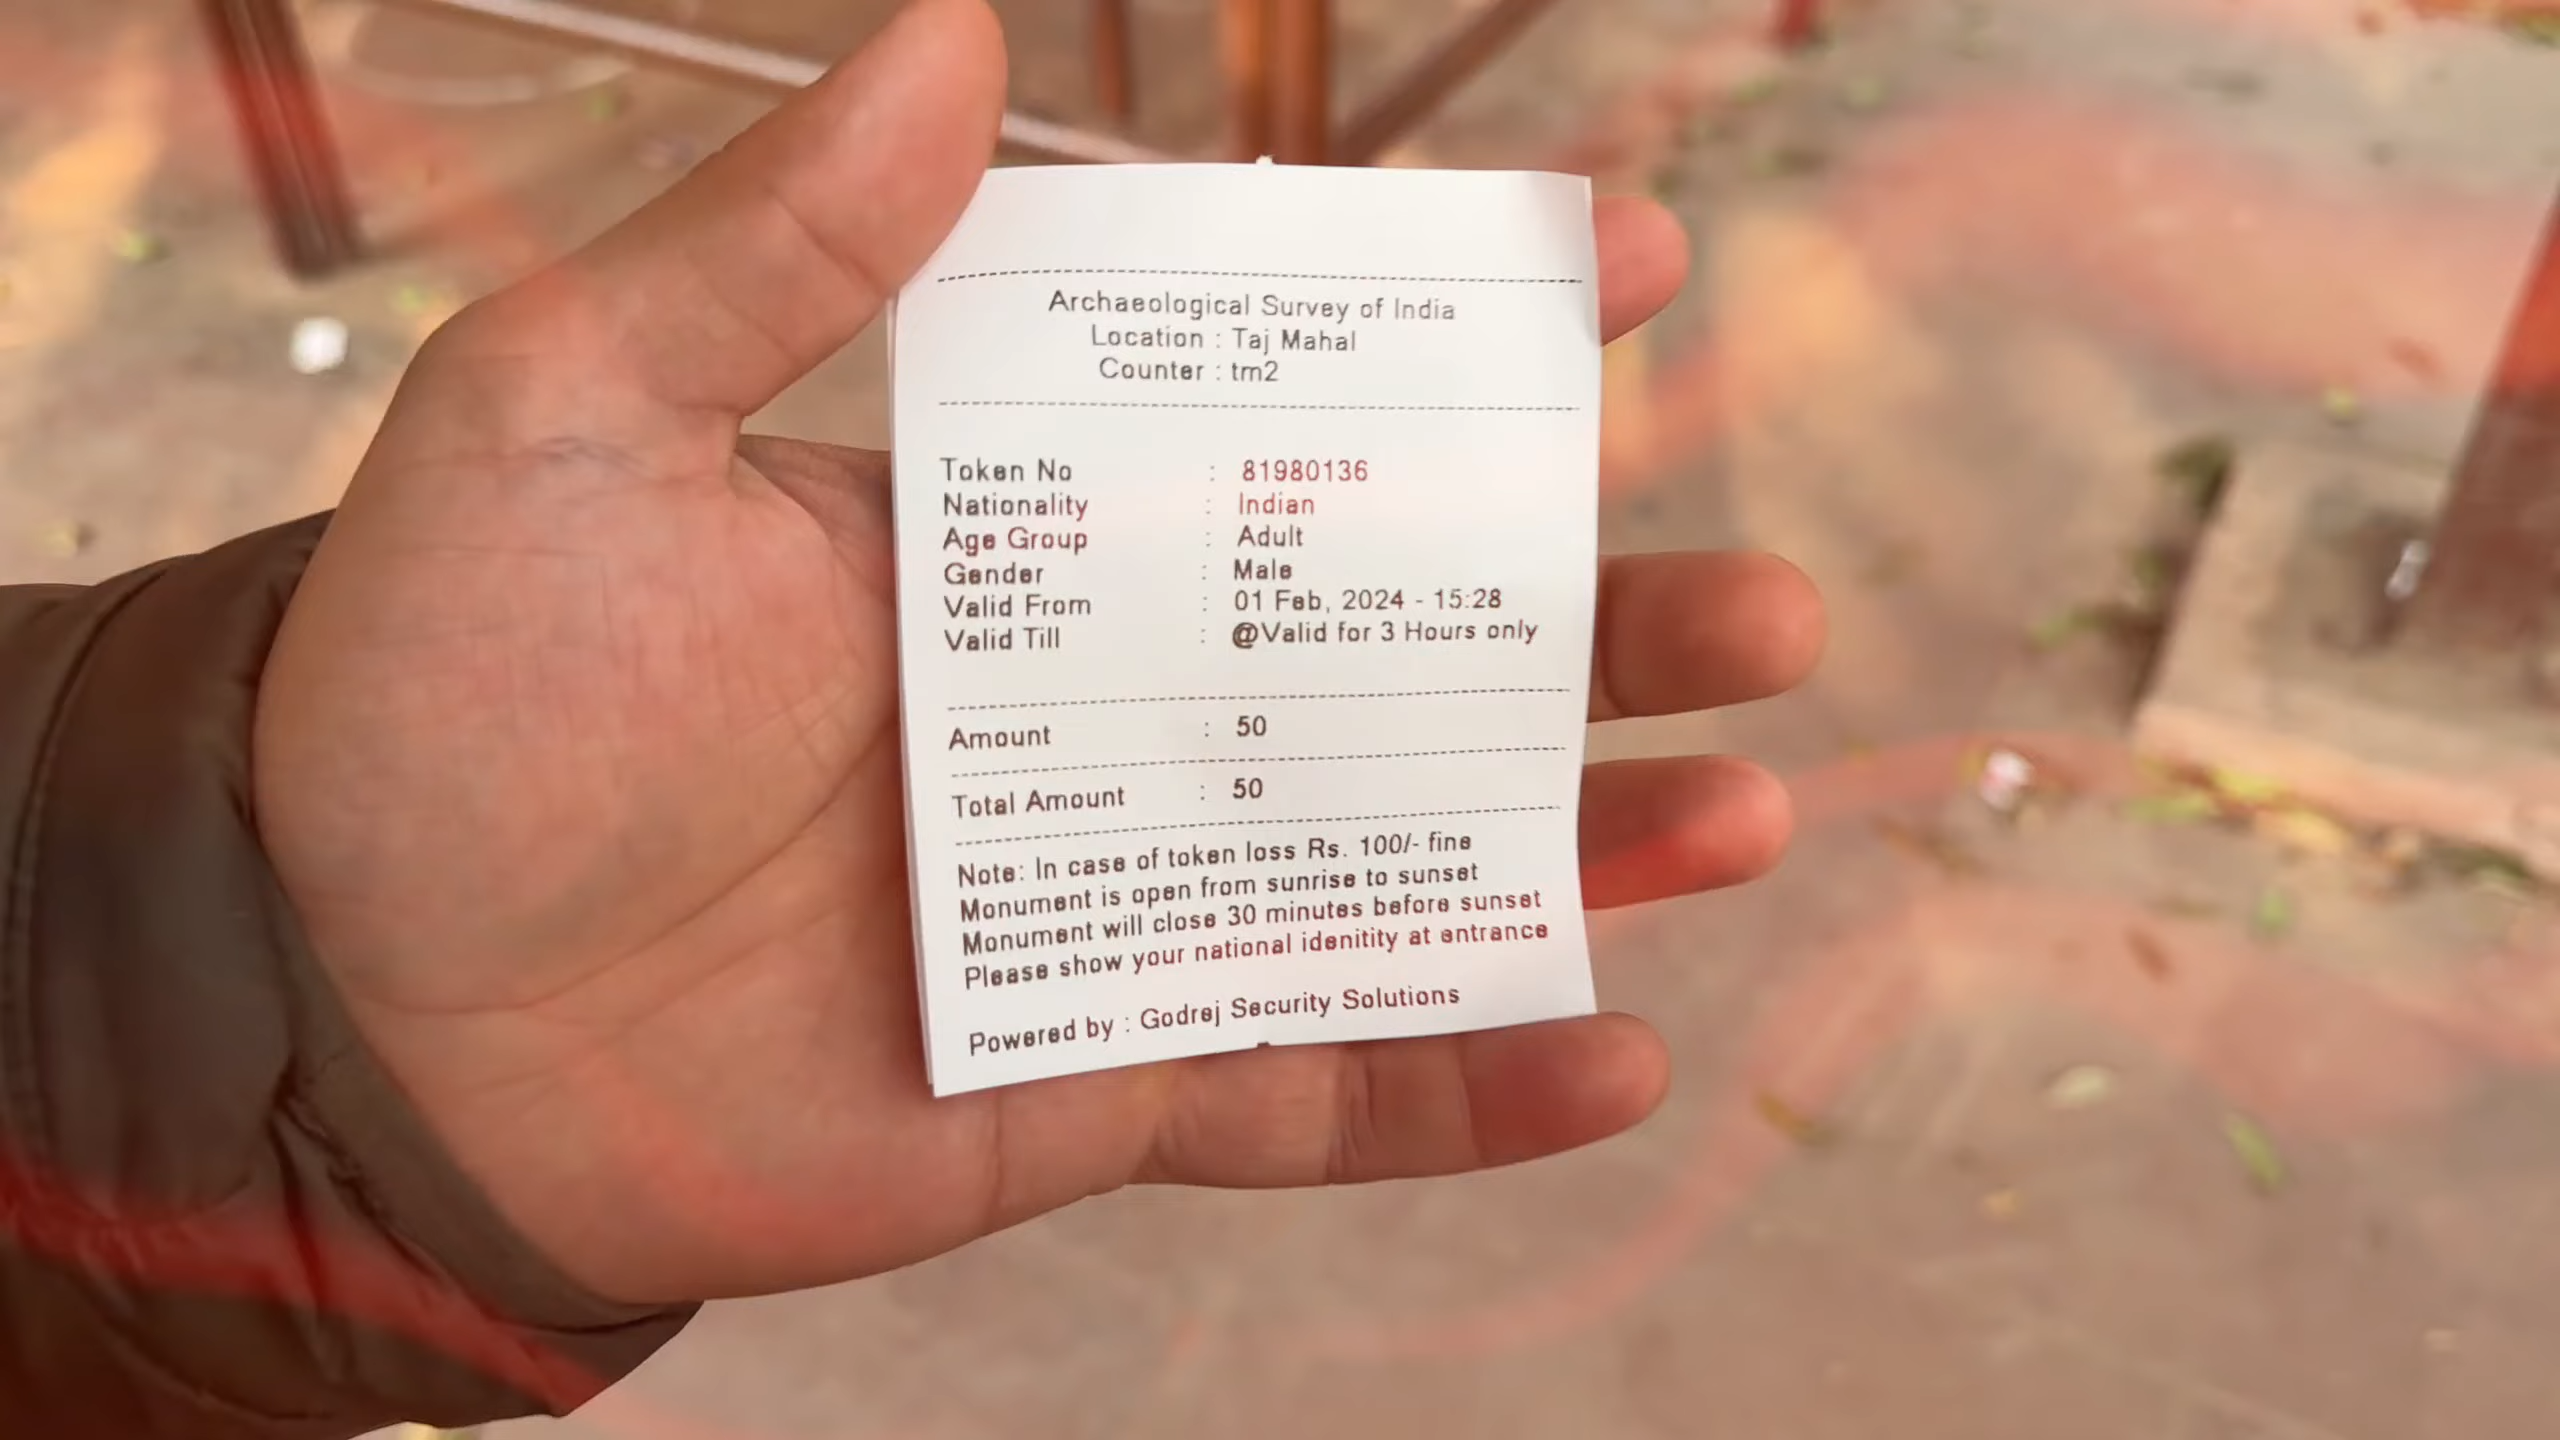 Archaeological Survey of India
Location : Taj Mahal
Counter : tm2
Token No : 81980136
Nationality : Indian
Age Group : Adult
Gender : Male
Valid From : 01 Feb, 2024 - 15:28
Valid Till : @Valid for 3 Hours only
Amount : 50
Total Amount : 50
Note: In case of token loss Rs. 100/- fine
Monument is open from sunrise to sunset
Monument will close 30 minutes before sunset
Please show your national idenitity at entrance
Powered by : Godrej Security Solutions